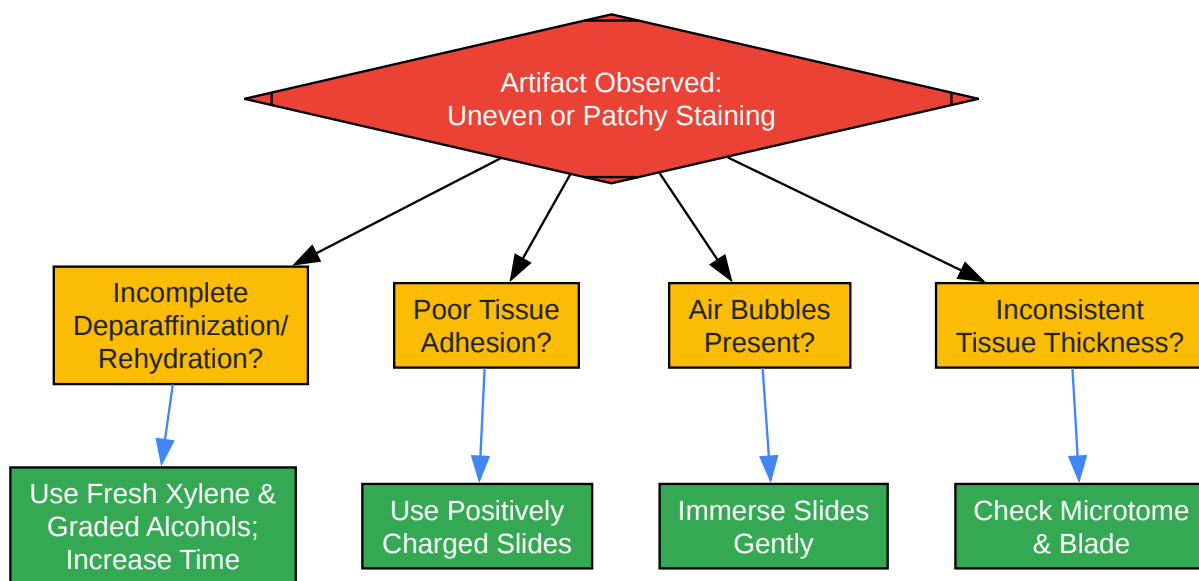 Artifact Observed:
Uneven or Patchy Staining
Incomplete
Deparaffinization/
Rehydration?
Poor Tissue
Adhesion?
Air Bubbles
Present?
Inconsistent
Tissue Thickness?
Use Fresh Xylene &
Graded Alcohols;
Increase Time
Use Positively
Charged Slides
Immerse Slides
Gently
Check Microtome
& Blade